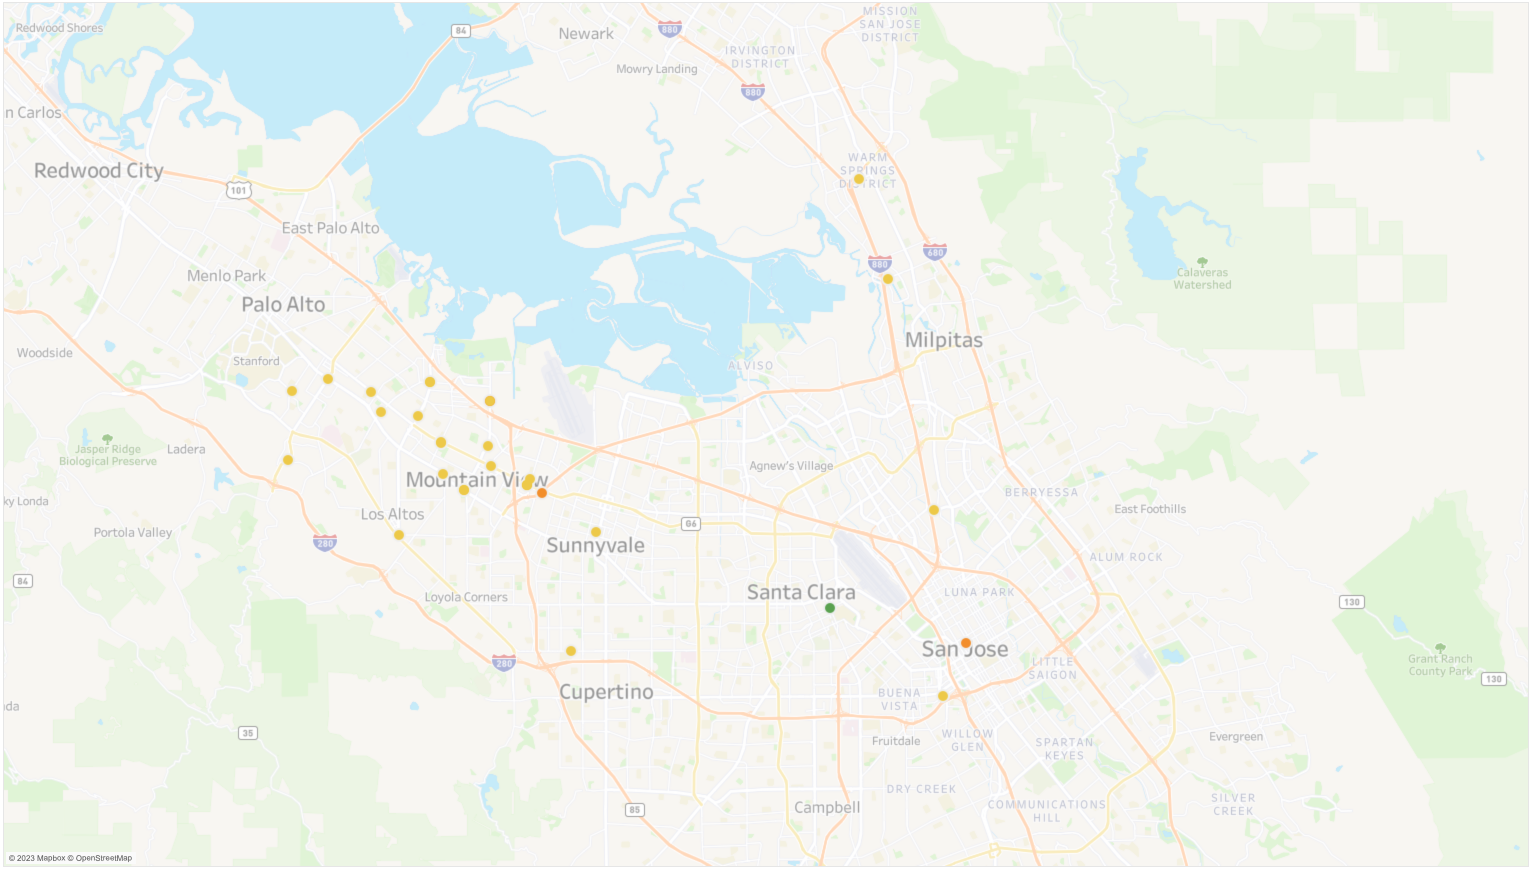 Redwood Shores
84
Newark
880
MISSION
SAN JOSE
DISTRICT
IRVINGTON
DISTRICT
Mowry Landing
880
n Carlos
Redwood City
101
WARM
SPRINGS
DISTRICT
East Palo Alto
Menlo Park
880
680
Calaveras
Watershed
Palo Alto
Milpitas
Woodside
Stanford
ALVISO
Jasper Ridge
Biological Preserve
Ladera
Mountain View
Agnew's Village
BERRYESSA
ky Londa
Los Altos
East Foothills
Portola Valley
280
G6
Sunnyvale
ALUM ROCK
84
Loyola Corners
Santa Clara
LUNA PARK
130
San Jose
280
LITTLE
SAIGON
Grant Ranch
County Park
130
Cupertino
BUENA
VISTA
da
35
Fruitdale
WILLOW
GLEN
SPARTAN
KEYES
Evergreen
DRY CREEK
85
Campbell
COMMUNICATIONS
HILL
SILVER
CREEK
© 2023 Mapbox © OpenStreetMap